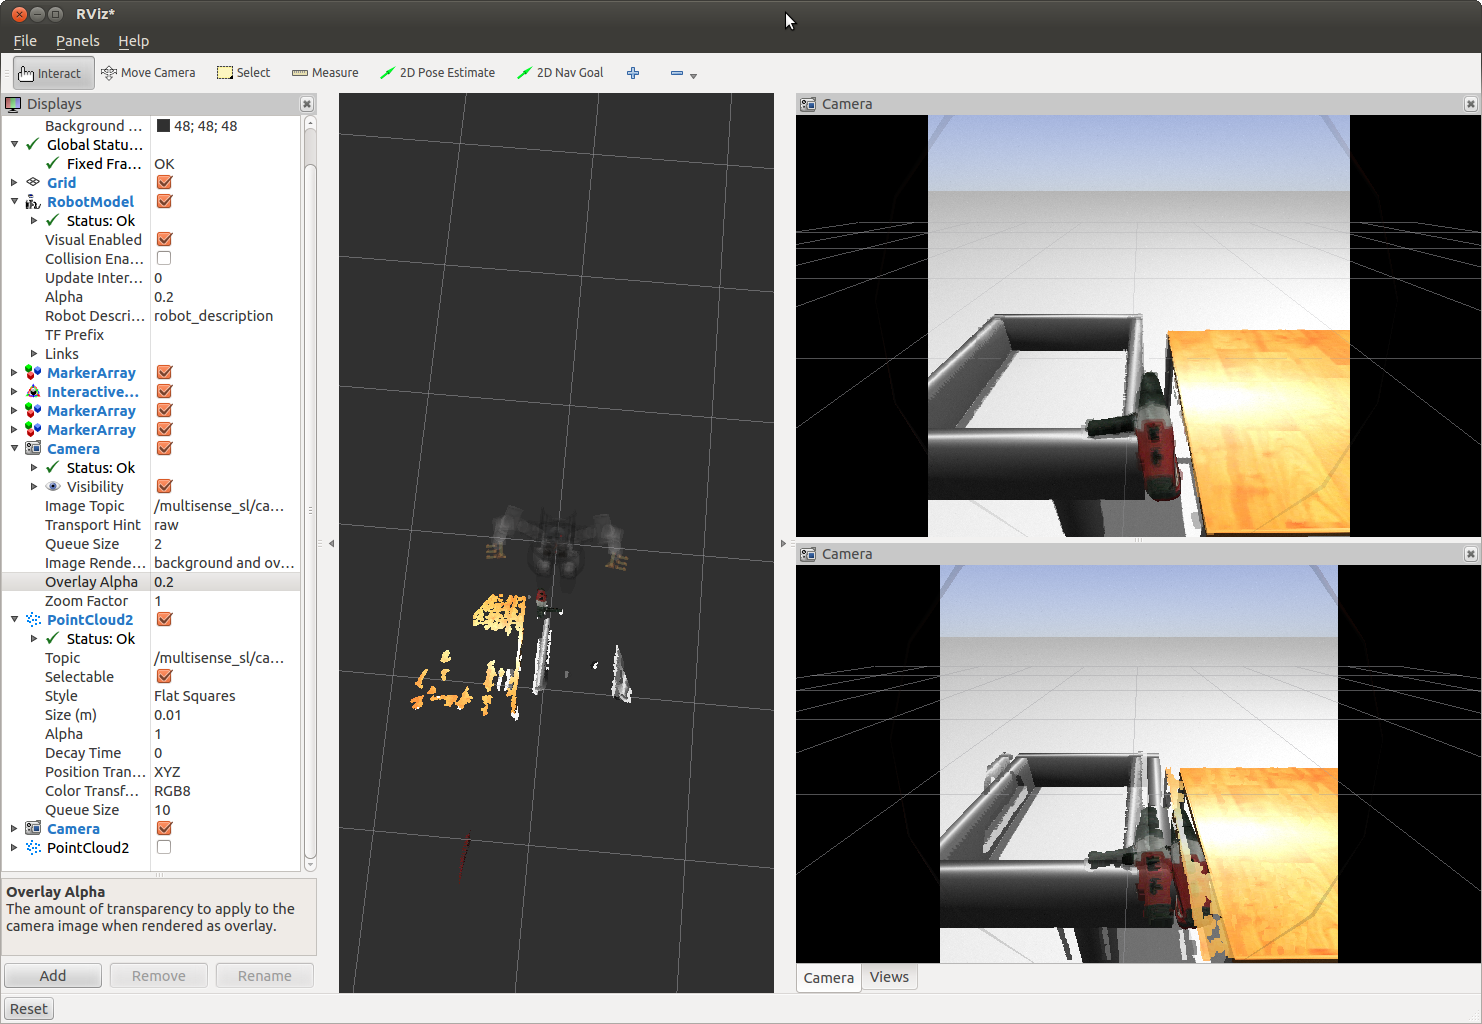 RViz*
File Panels Help
Interact Move Camera Select Measure 2D Pose Estimate 2D Nav Goal
Displays
Background ... 48; 48; 48
Global Statu...
Fixed Fra... OK
Grid
RobotModel
Status: Ok
Visual Enabled
Collision Ena...
Update Inter... 0
Alpha 0.2
Robot Descri... robot_description
TF Prefix
Links
MarkerArray
Interactive...
MarkerArray
MarkerArray
Camera
Status: Ok
Visibility
Image Topic /multisense_sl/ca...
Transport Hint raw
Queue Size 2
Image Rende... background and ov...
Overlay Alpha 0.2
Zoom Factor 1
PointCloud2
Status: Ok
Topic /multisense_sl/ca...
Selectable
Style Flat Squares
Size (m) 0.01
Alpha 1
Decay Time 0
Position Tran... XYZ
Color Transf... RGB8
Queue Size 10
Camera
PointCloud2
Overlay Alpha
The amount of transparency to apply to the
camera image when rendered as overlay.
Add Remove Rename
Reset
Camera
Camera
Camera Views